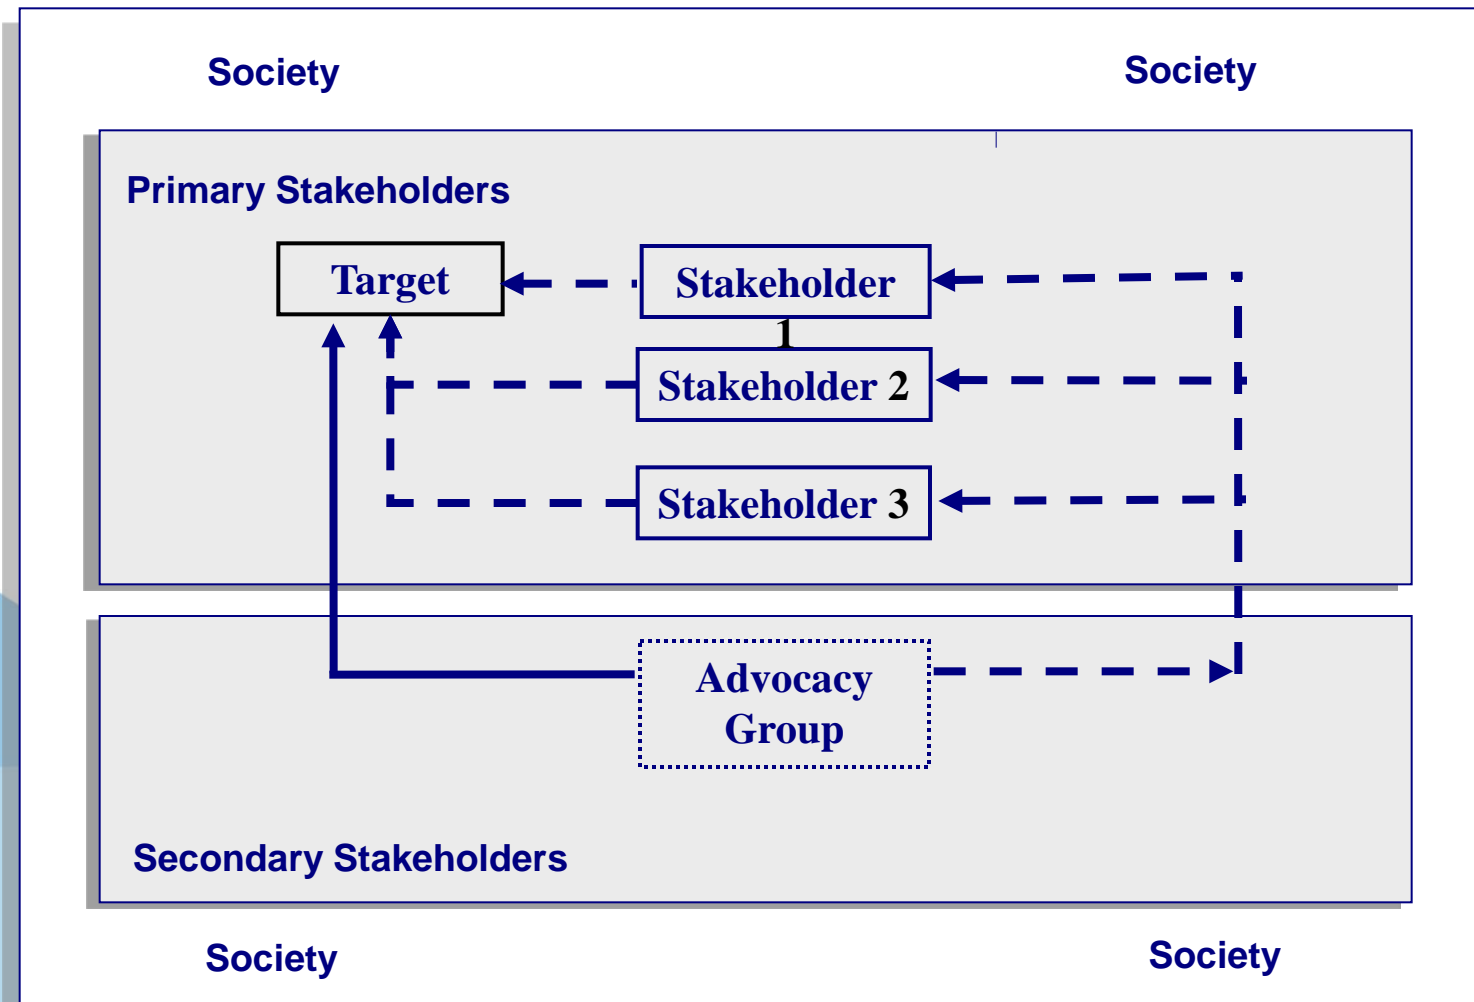 Society
Society
Primary Stakeholders
Target
Stakeholder
1
Stakeholder 2
Stakeholder 3
Advocacy
Group
Secondary Stakeholders
Society
Society